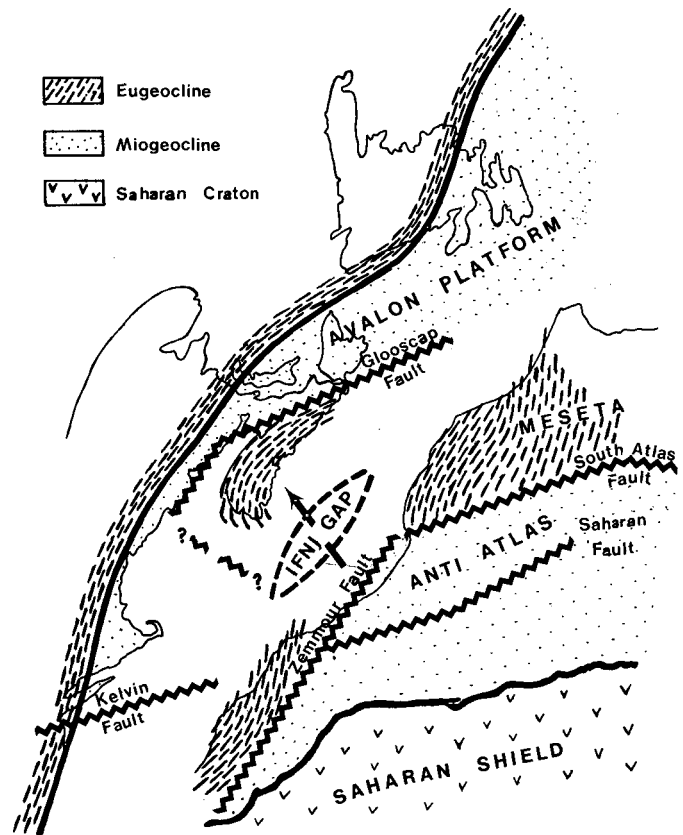 Eugeocline
Miogeocline
Saharan Craton
AVALON PLATFORM
Glooscap
Fault
MESETA
South Atlas
Fault
?
IFNI GAP
ANTI ATLAS
Saharan
Fault
?
Zemmour Fault
Kelvin
Fault
SAHARAN SHIELD